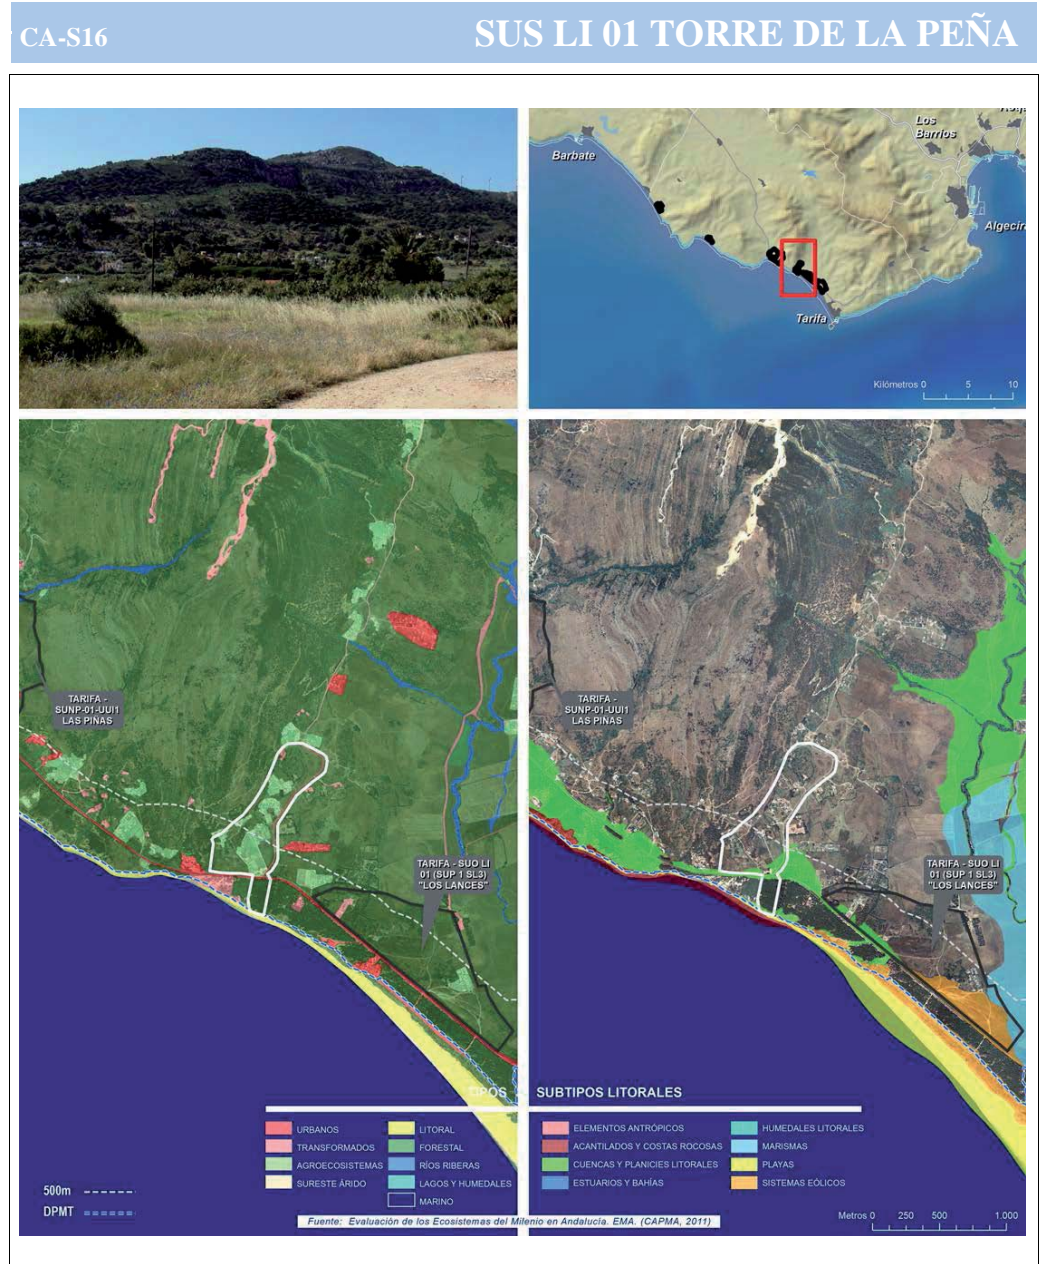 CA-S16
SUS LI 01 TORRE DE LA PEÑA
Los
Barrios
Barbate
Algecir
Tarifa
Kilómetros 0 5 10
TARIFA -
SUNP-01-UUI1
LAS PIÑAS
TARIFA - SUO LI
01 (SUP 1 SL3)
"LOS LANCES"
TARIFA -
SUNP-01-UUI1
LAS PIÑAS
TARIFA - SUO LI
01 (SUP 1 SL3)
"LOS LANCES"
TIPOS
URBANOS
TRANSFORMADOS
AGROECOSISTEMAS
SURESTE ÁRIDO
LITORAL
FORESTAL
RÍOS RIBERAS
LAGOS Y HUMEDALES
MARINO
500m
DPMT
SUBTIPOS LITORALES
ELEMENTOS ANTRÓPICOS
ACANTILADOS Y COSTAS ROCOSAS
CUENCAS Y PLANICIES LITORALES
ESTUARIOS Y BAHÍAS
HUMEDALES LITORALES
MARISMAS
PLAYAS
SISTEMAS EÓLICOS
Fuente: Evaluación de los Ecosistemas del Milenio en Andalucía. EMA. (CAPMA, 2011)
Metros 0 250 500 1.000